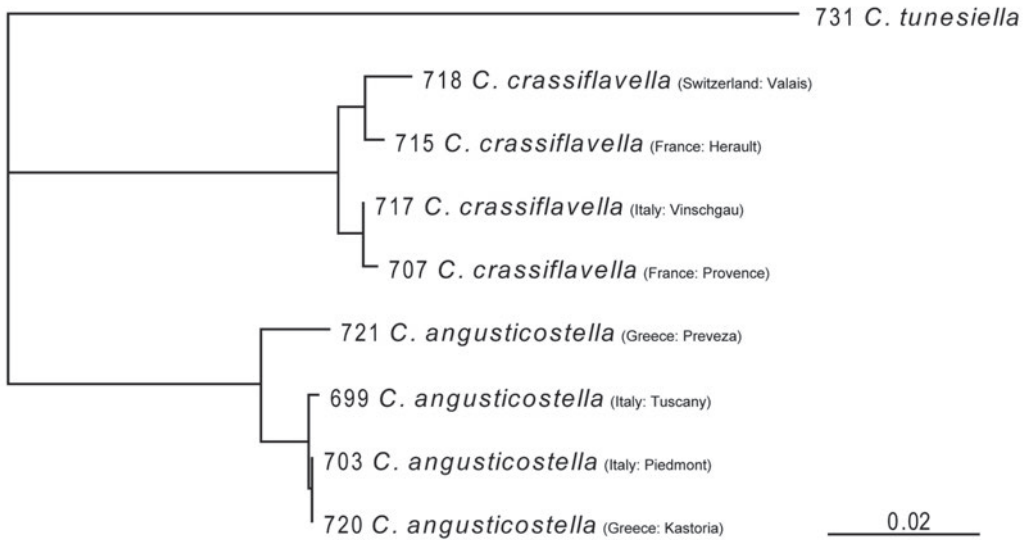 731 C. tunesiella
718 C. crassiflavella (Switzerland: Valais)
715 C. crassiflavella (France: Herault)
717 C. crassiflavella (Italy: Vinschgau)
707 C. crassiflavella (France: Provence)
721 C. angusticostella (Greece: Preveza)
699 C. angusticostella (Italy: Tuscany)
703 C. angusticostella (Italy: Piedmont)
720 C. angusticostella (Greece: Kastoria)
0.02